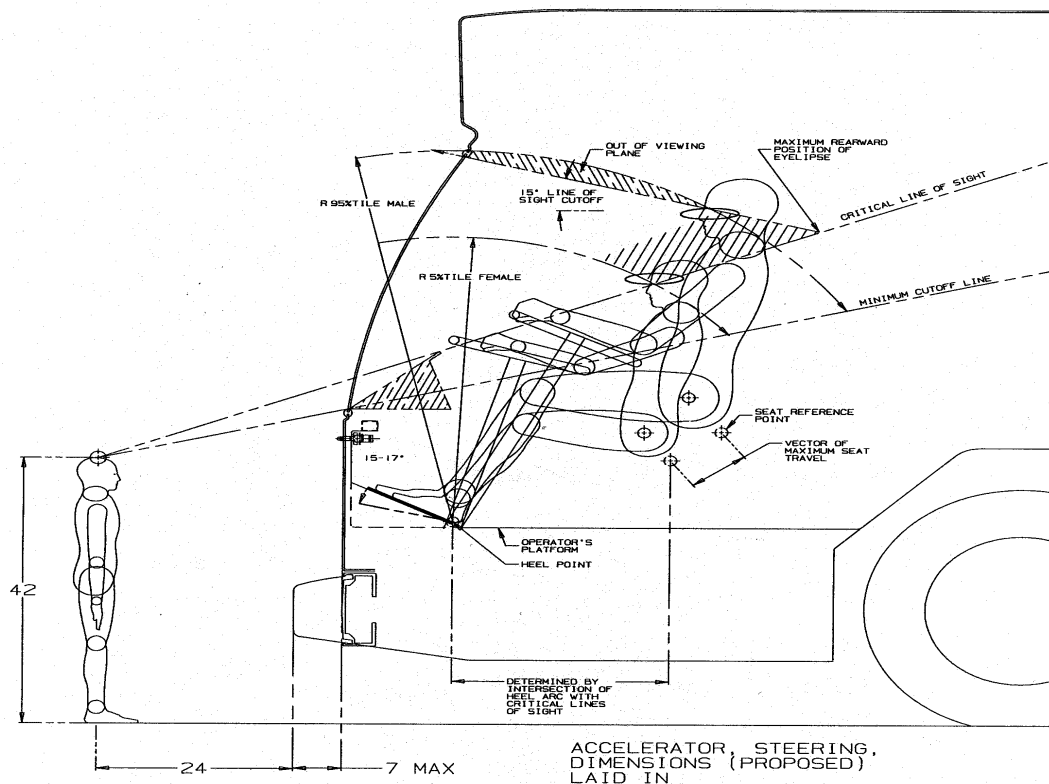 OUT OF VIEWING
PLANE
MAXIMUM REARWARD
POSITION OF
EYELIPSE
15° LINE OF
SIGHT CUTOFF
CRITICAL LINE OF SIGHT
R 95%TILE MALE
R 5%TILE FEMALE
MINIMUM CUTOFF LINE
SEAT REFERENCE
POINT
VECTOR OF
MAXIMUM SEAT
TRAVEL
15-17°
OPERATOR'S
PLATFORM
HEEL POINT
42
DETERMINED BY
INTERSECTION OF
HEEL ARC WITH
CRITICAL LINES
OF SIGHT
24
7 MAX
ACCELERATOR, STEERING,
DIMENSIONS (PROPOSED)
LAID IN